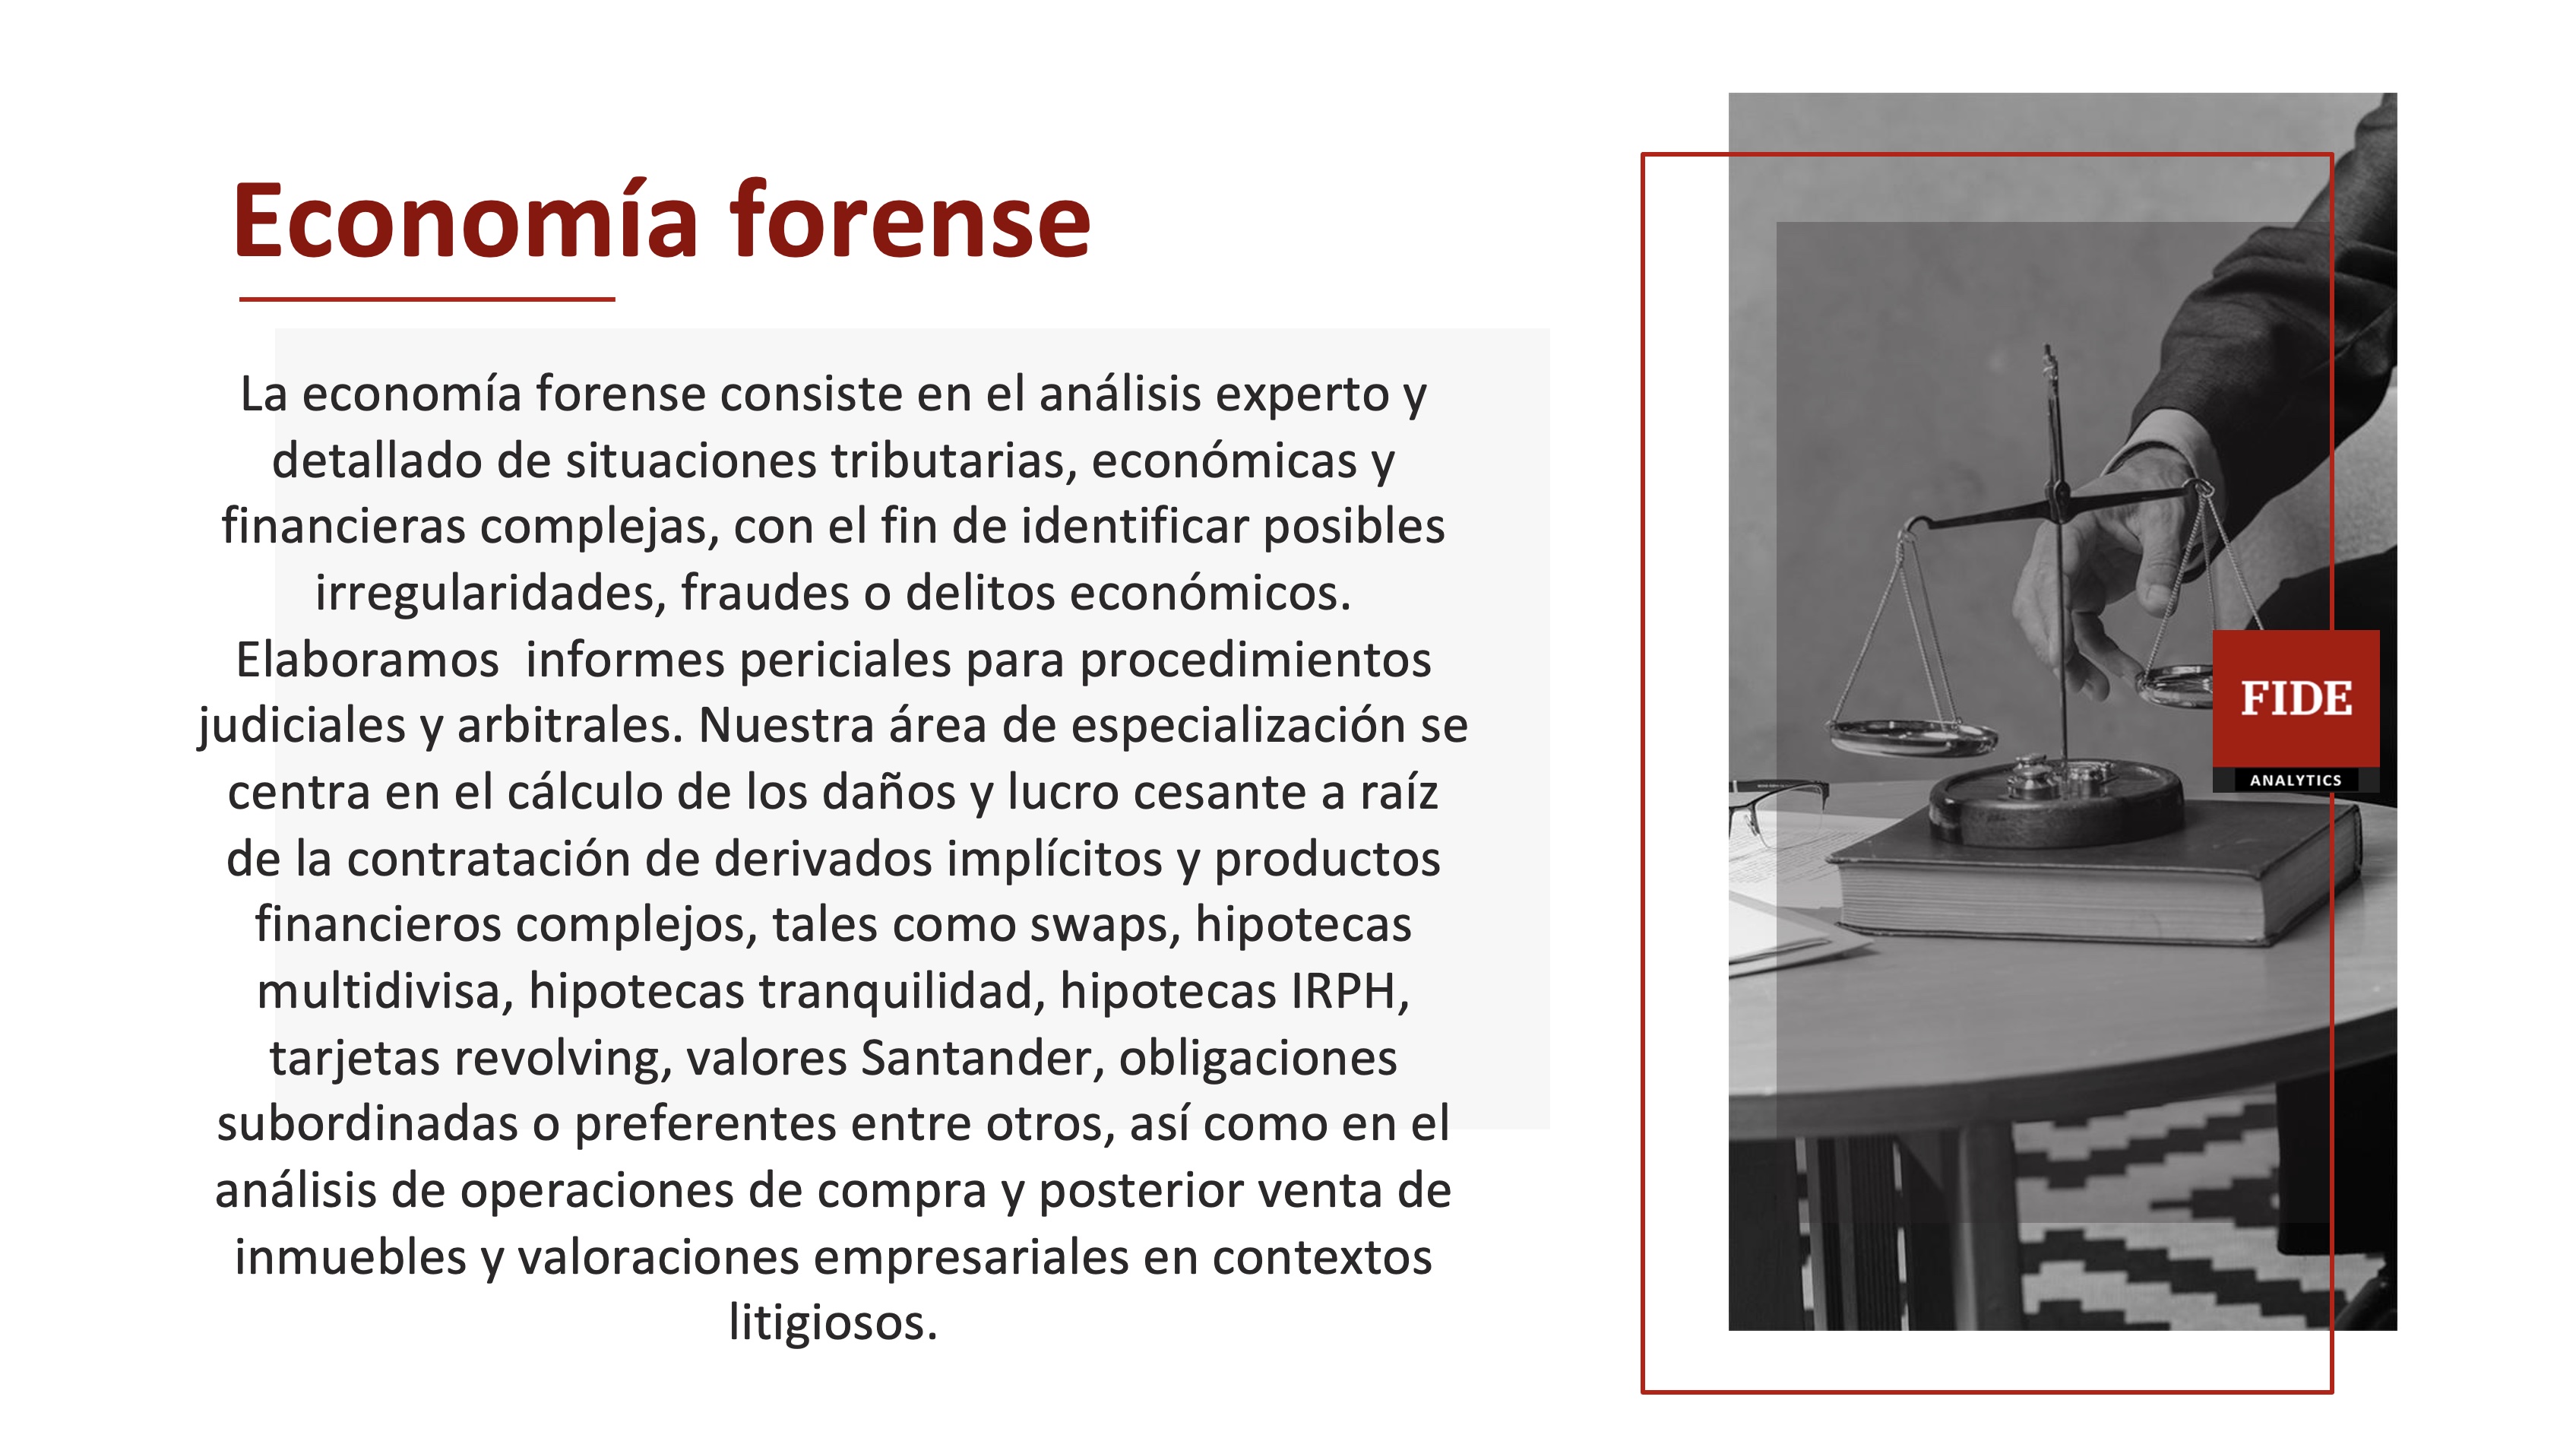 Economía forense
La economía forense consiste en el análisis experto y
detallado de situaciones tributarias, económicas y
financieras complejas, con el fin de identificar posibles
irregularidades, fraudes o delitos económicos.
Elaboramos  informes periciales para procedimientos
judiciales y arbitrales. Nuestra área de especialización se
centra en el cálculo de los daños y lucro cesante a raíz
de la contratación de derivados implícitos y productos
financieros complejos, tales como swaps, hipotecas
multidivisa, hipotecas tranquilidad, hipotecas IRPH,
tarjetas revolving, valores Santander, obligaciones
subordinadas o preferentes entre otros, así como en el
análisis de operaciones de compra y posterior venta de
inmuebles y valoraciones empresariales en contextos
litigiosos.
FIDE
ANALYTICS